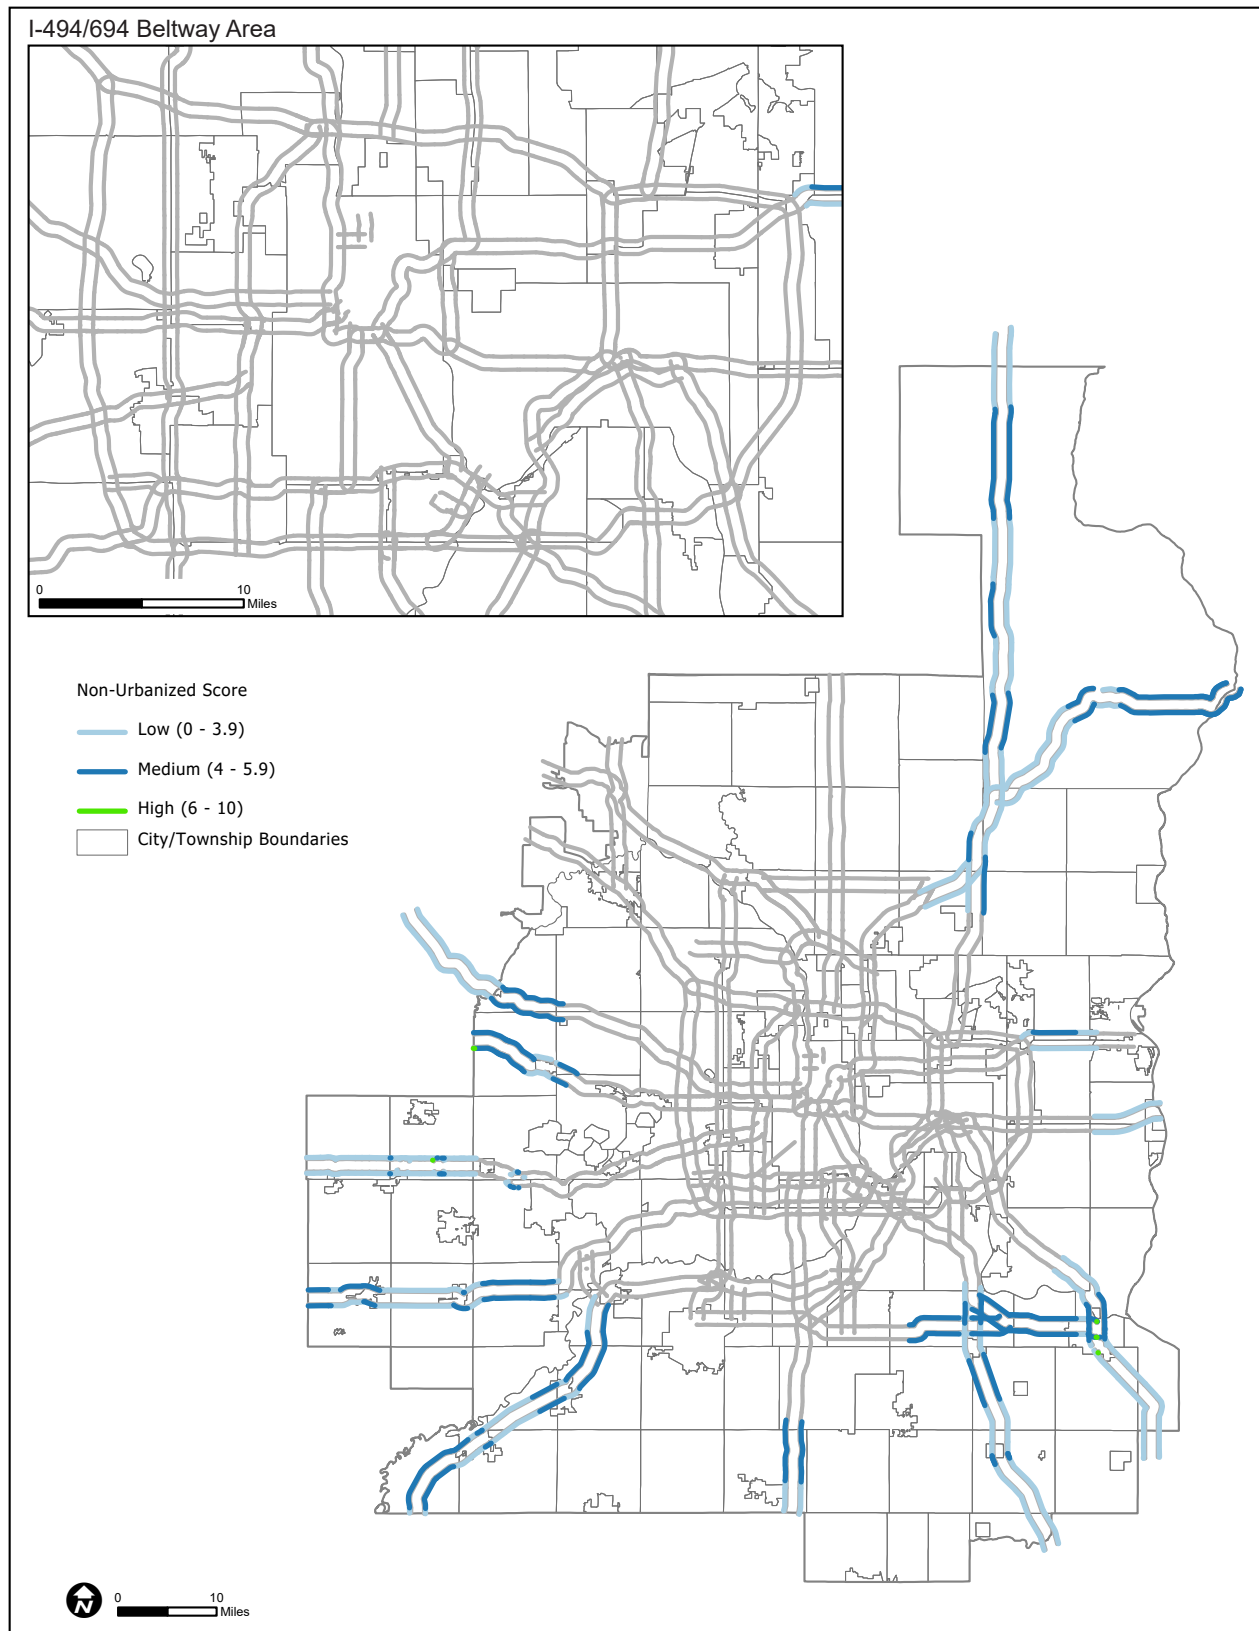 I-494/694 Beltway Area
0 10
Miles
Non-Urbanized Score
Low (0 - 3.9)
Medium (4 - 5.9)
High (6 - 10)
City/Township Boundaries
N
0 10
Miles